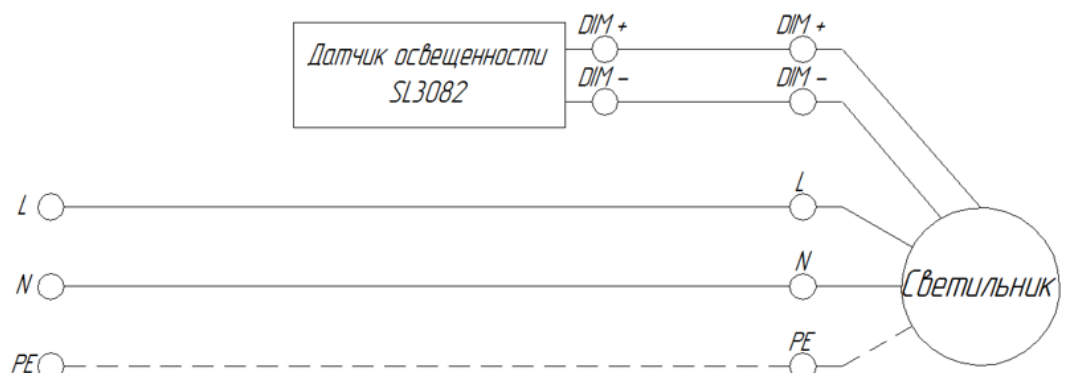 DIM +
DIM +
Датчик освещенности
SL3082
DIM -
DIM -
L
L
N
N
Светильник
PE
PE